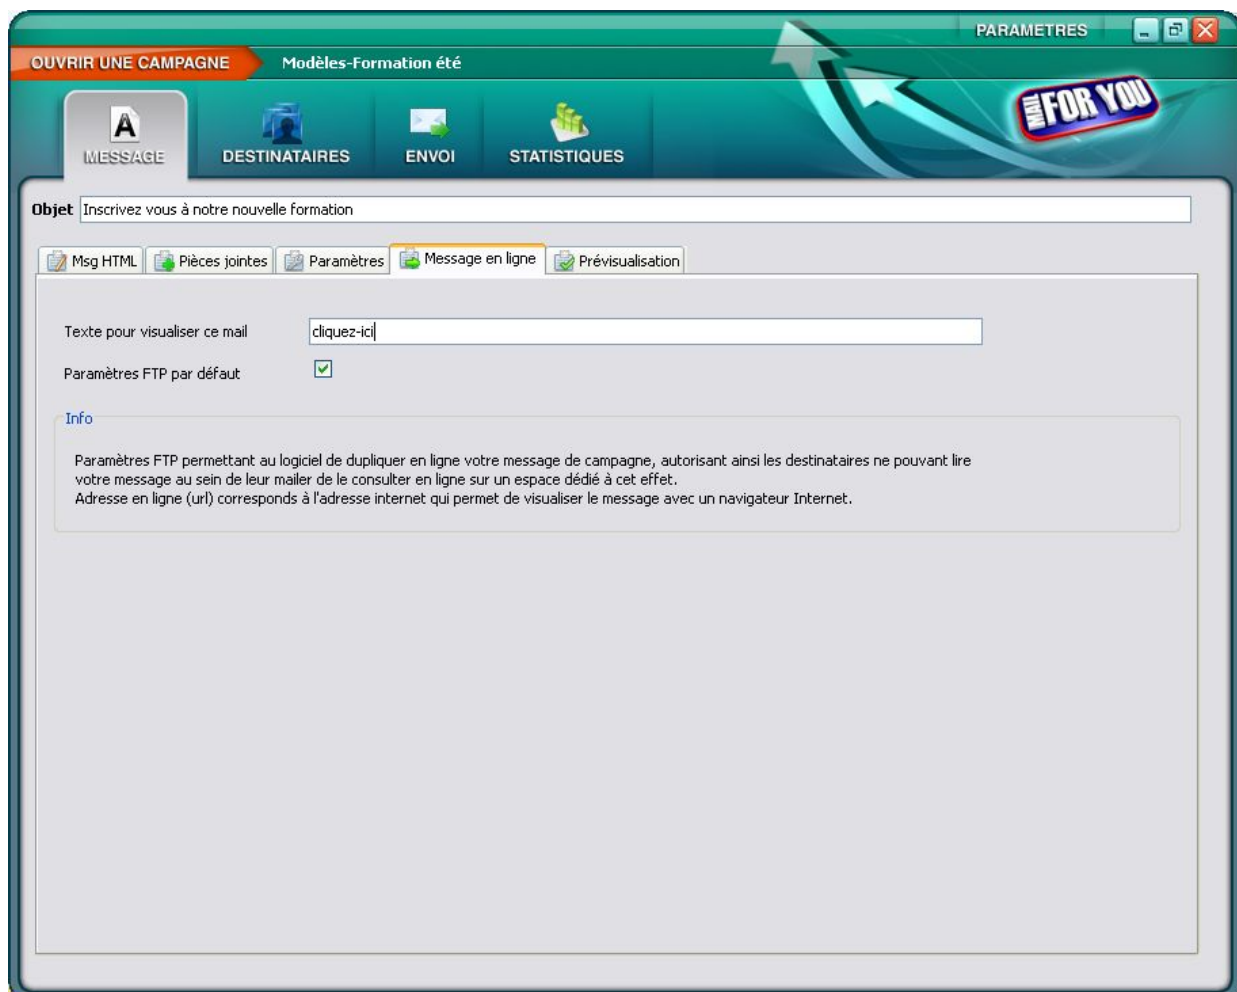 PARAMETRES
OUVRIR UNE CAMPAGNE Modèles-Formation été
MAIL FOR YOU
A
MESSAGE DESTINATAIRES ENVOI STATISTIQUES
Objet Inscrivez vous à notre nouvelle formation
Msg HTML Pièces jointes Paramètres Message en ligne Prévisualisation
Texte pour visualiser ce mail cliquez-ici
Paramètres FTP par défaut
Info
Paramètres FTP permettant au logiciel de dupliquer en ligne votre message de campagne, autorisant ainsi les destinataires ne pouvant lire
votre message au sein de leur mailer de le consulter en ligne sur un espace dédié à cet effet.
Adresse en ligne (url) corresponds à l'adresse internet qui permet de visualiser le message avec un navigateur Internet.